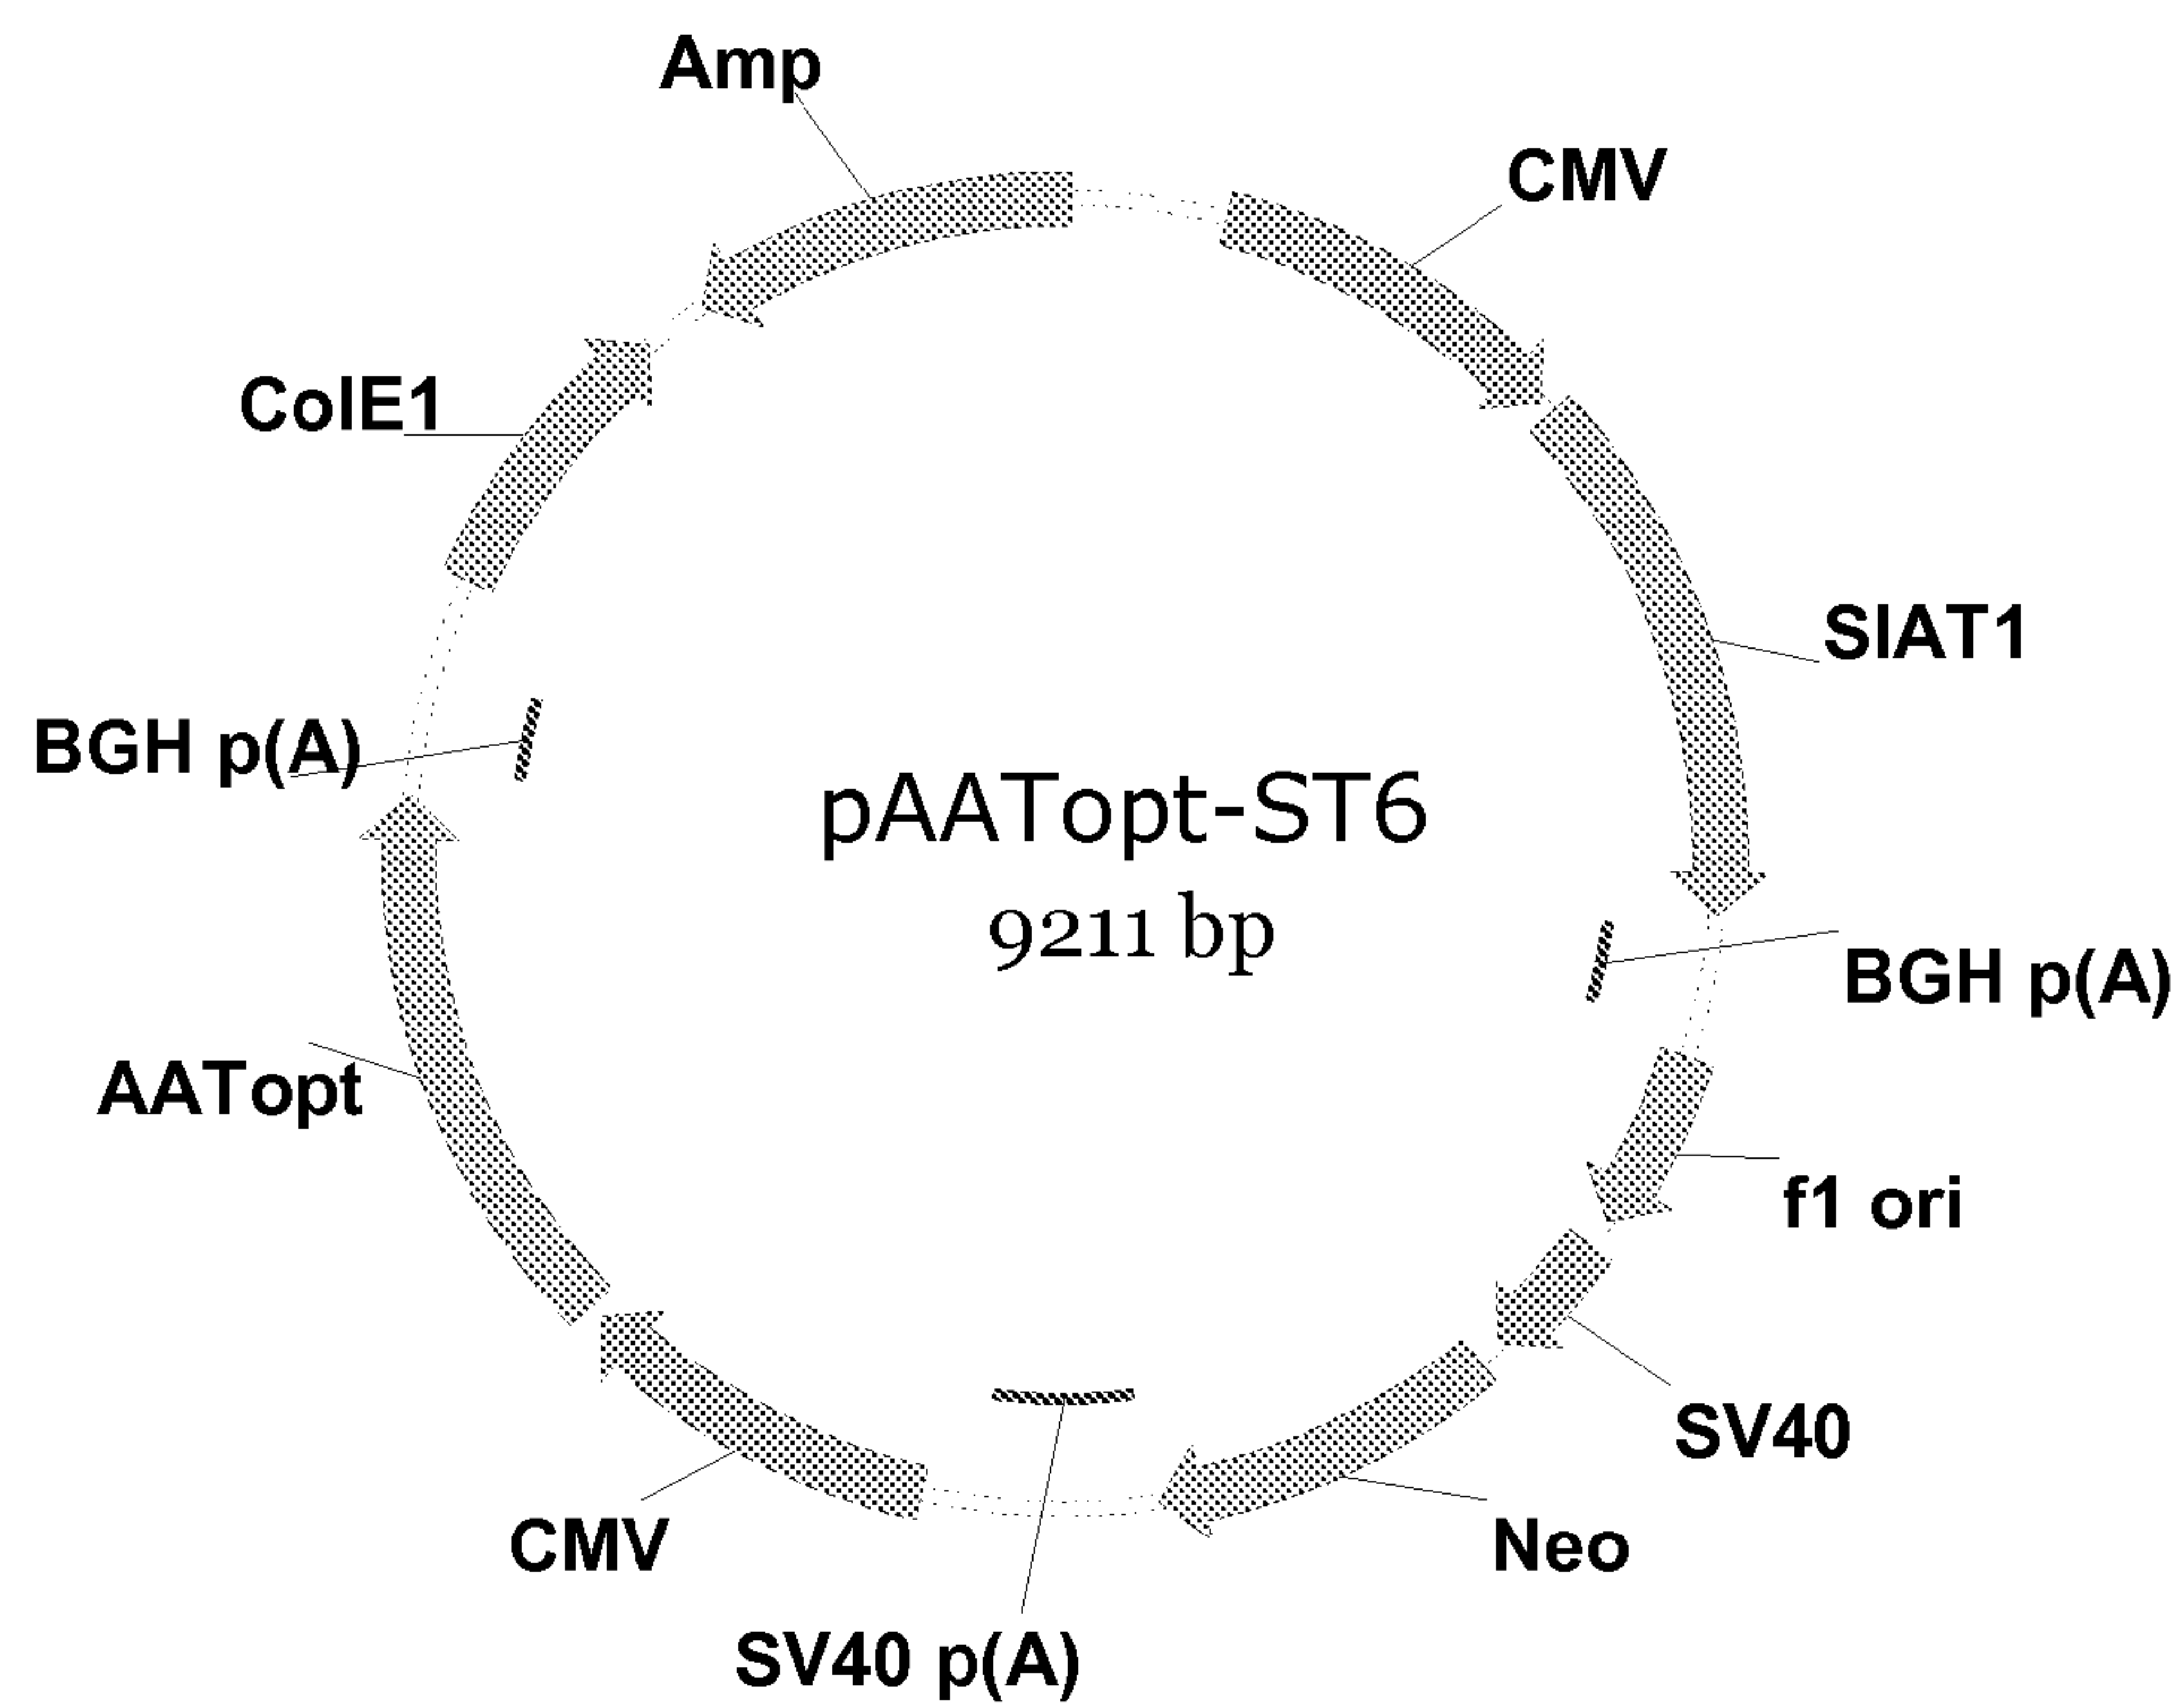 Amp
CMV
ColE1
SIAT1
BGH p(A)
pAATopt-ST6
9211 bp
BGH p(A)
AATopt
f1 ori
SV40
CMV
Neo
SV40 p(A)